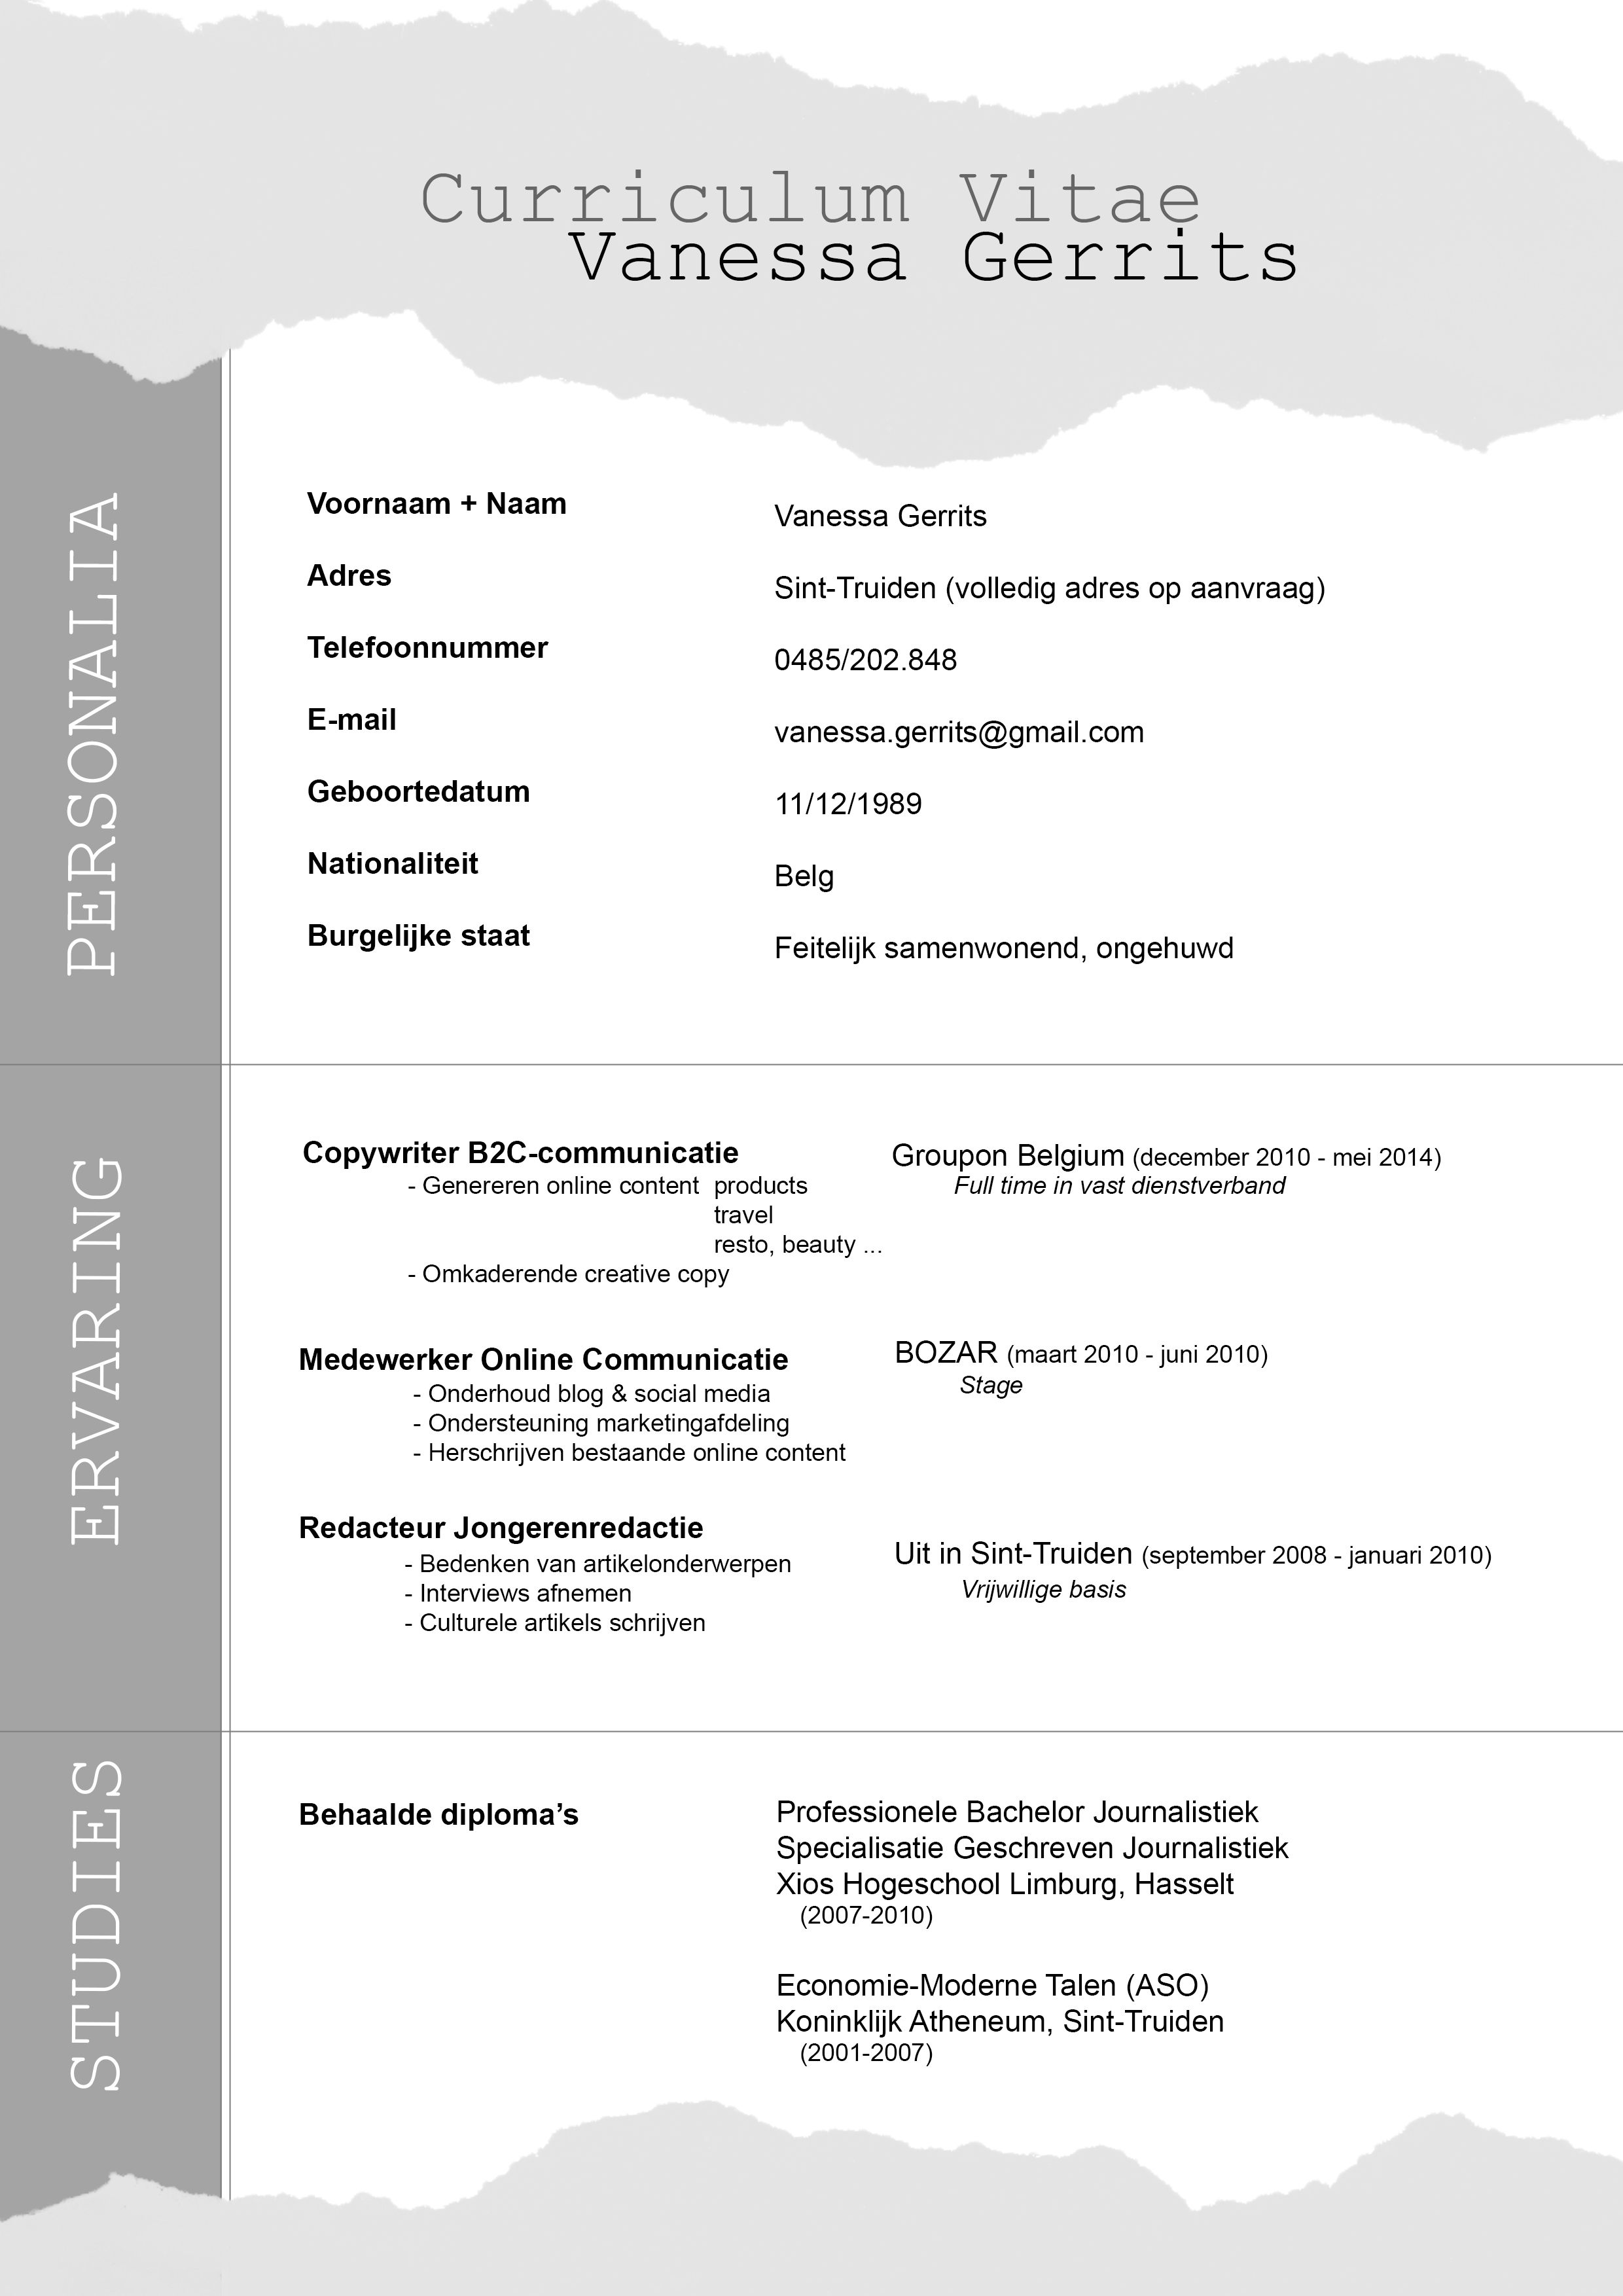 Curriculum Vitae
Vanessa Gerrits
PERSONALIA
Voornaam + Naam
Vanessa Gerrits
Adres
Sint-Truiden (volledig adres op aanvraag)
Telefoonnummer
0485/202.848
E-mail
vanessa.gerrits@gmail.com
Geboortedatum
11/12/1989
Nationaliteit
Belg
Burgelijke staat
Feitelijk samenwonend, ongehuwd
ERVARING
Copywriter B2C-communicatie
Groupon Belgium (december 2010 - mei 2014)
Full time in vast dienstverband
- Genereren online content products
travel
resto, beauty ...
- Omkaderende creative copy
Medewerker Online Communicatie
BOZAR (maart 2010 - juni 2010)
Stage
- Onderhoud blog & social media
- Ondersteuning marketingafdeling
- Herschrijven bestaande online content
Redacteur Jongerenredactie
Uit in Sint-Truiden (september 2008 - januari 2010)
Vrijwillige basis
- Bedenken van artikelonderwerpen
- Interviews afnemen
- Culturele artikels schrijven
STUDIES
Behaalde diploma’s
Professionele Bachelor Journalistiek
Specialisatie Geschreven Journalistiek
Xios Hogeschool Limburg, Hasselt
(2007-2010)
Economie-Moderne Talen (ASO)
Koninklijk Atheneum, Sint-Truiden
(2001-2007)